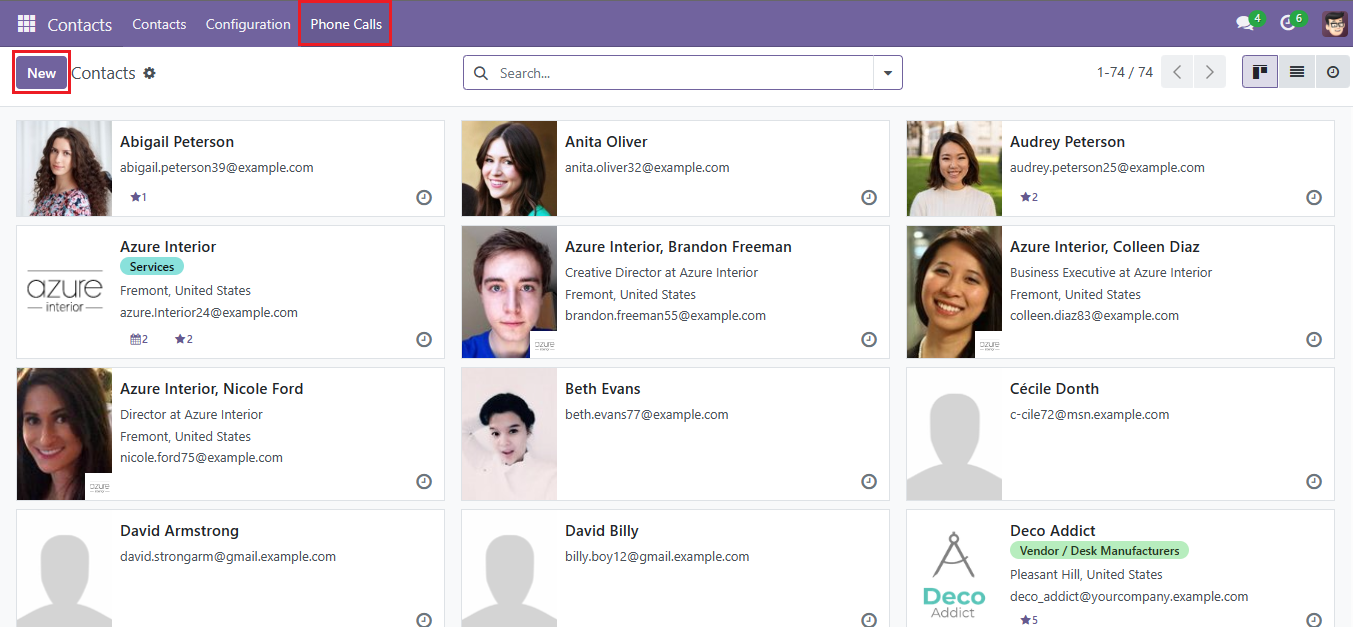 Contacts Contacts Configuration Phone Calls 4 6
New Contacts Search... 1-74 / 74
Abigail Peterson
abigail.peterson39@example.com
1
Anita Oliver
anita.oliver32@example.com
Audrey Peterson
audrey.peterson25@example.com
2
azure
interior
Azure Interior
Services
Fremont, United States
azure.Interior24@example.com
2 2
Azure Interior, Brandon Freeman
Creative Director at Azure Interior
Fremont, United States
brandon.freeman55@example.com
azure
Azure Interior, Colleen Diaz
Business Executive at Azure Interior
Fremont, United States
colleen.diaz83@example.com
azure
Azure Interior, Nicole Ford
Director at Azure Interior
Fremont, United States
nicole.ford75@example.com
azure
Beth Evans
beth.evans77@example.com
Cécile Donth
c-cile72@msn.example.com
David Armstrong
david.strongarm@gmail.example.com
David Billy
billy.boy12@gmail.example.com
Deco
Addict
Deco Addict
Vendor / Desk Manufacturers
Pleasant Hill, United States
deco_addict@yourcompany.example.com
5